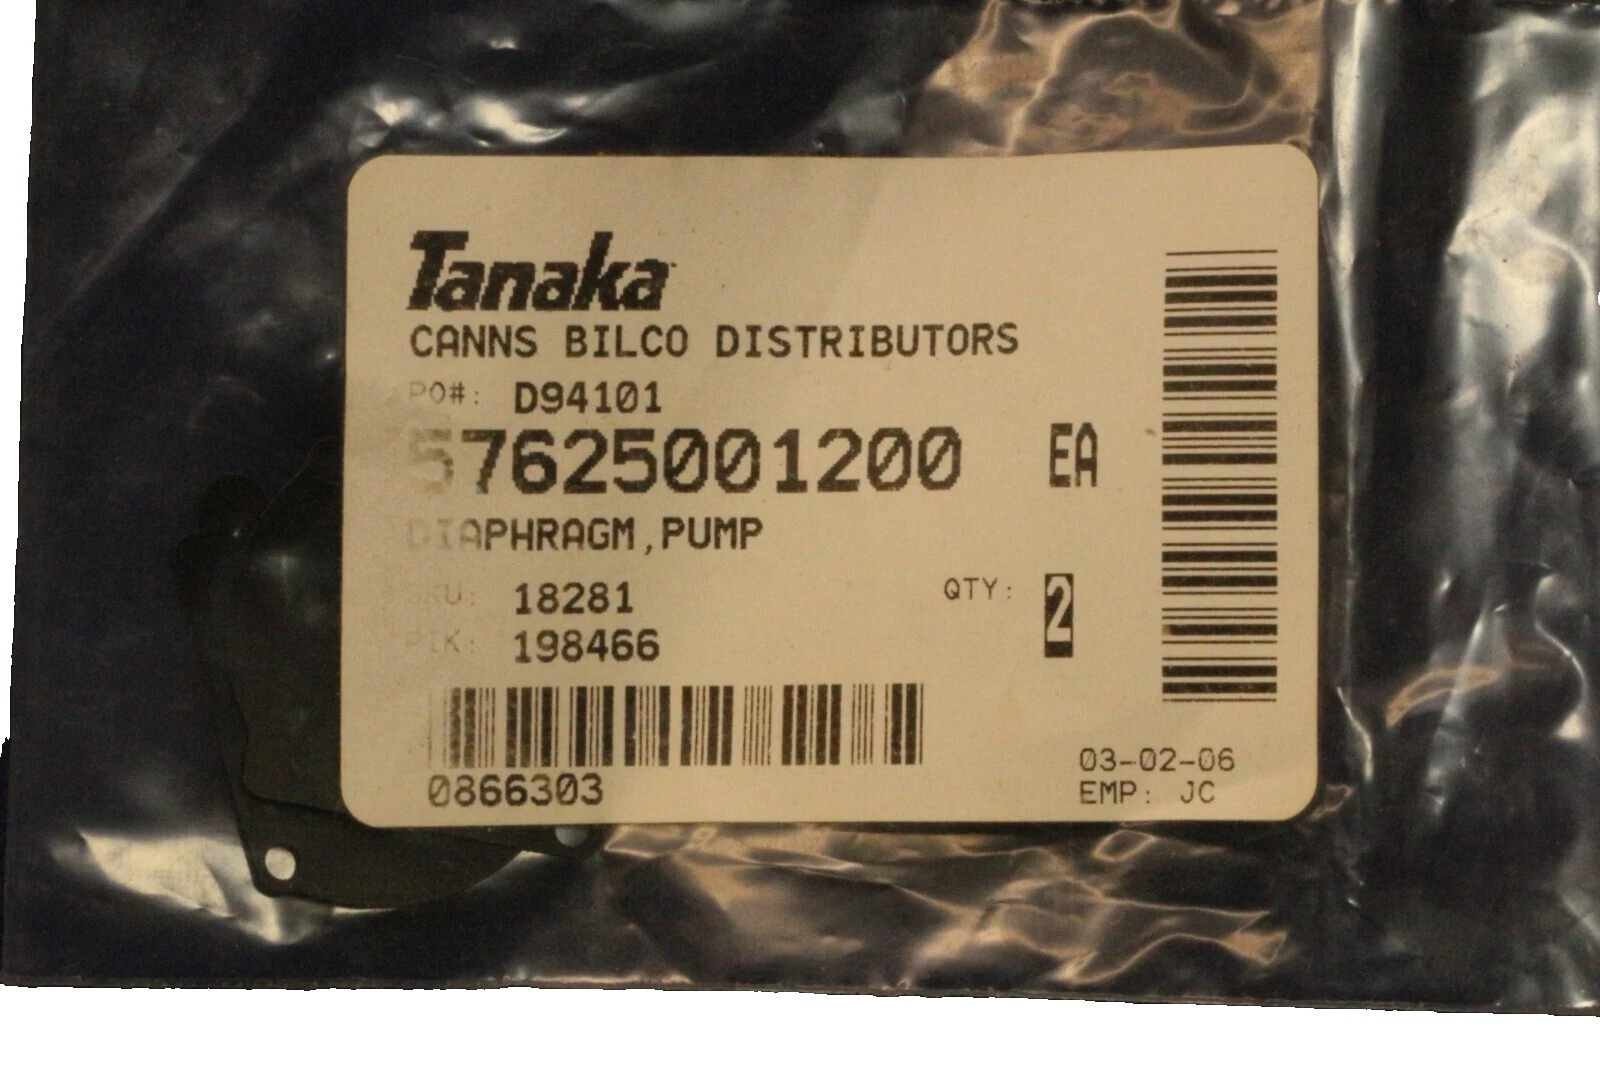 Tanaka
CANNS BILCO DISTRIBUTORS
PO#: D94101
57625001200 EA
DIAPHRAGM,PUMP
SKU: 18281 QTY: 2
PIK: 198466
0866303
03-02-06
EMP: JC